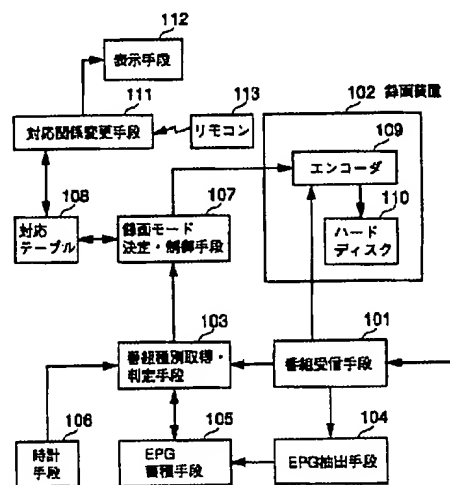 112
表示手段
111
対応関係変更手段
113
リモコン
102 録画装置
109
エンコーダ
110
ハード
ディスク
108
対応
テーブル
107
録画モード
決定・制御手段
103
番組種別取得・
判定手段
101
番組受信手段
106
時計
手段
105
EPG
蓄積手段
104
EPG抽出手段